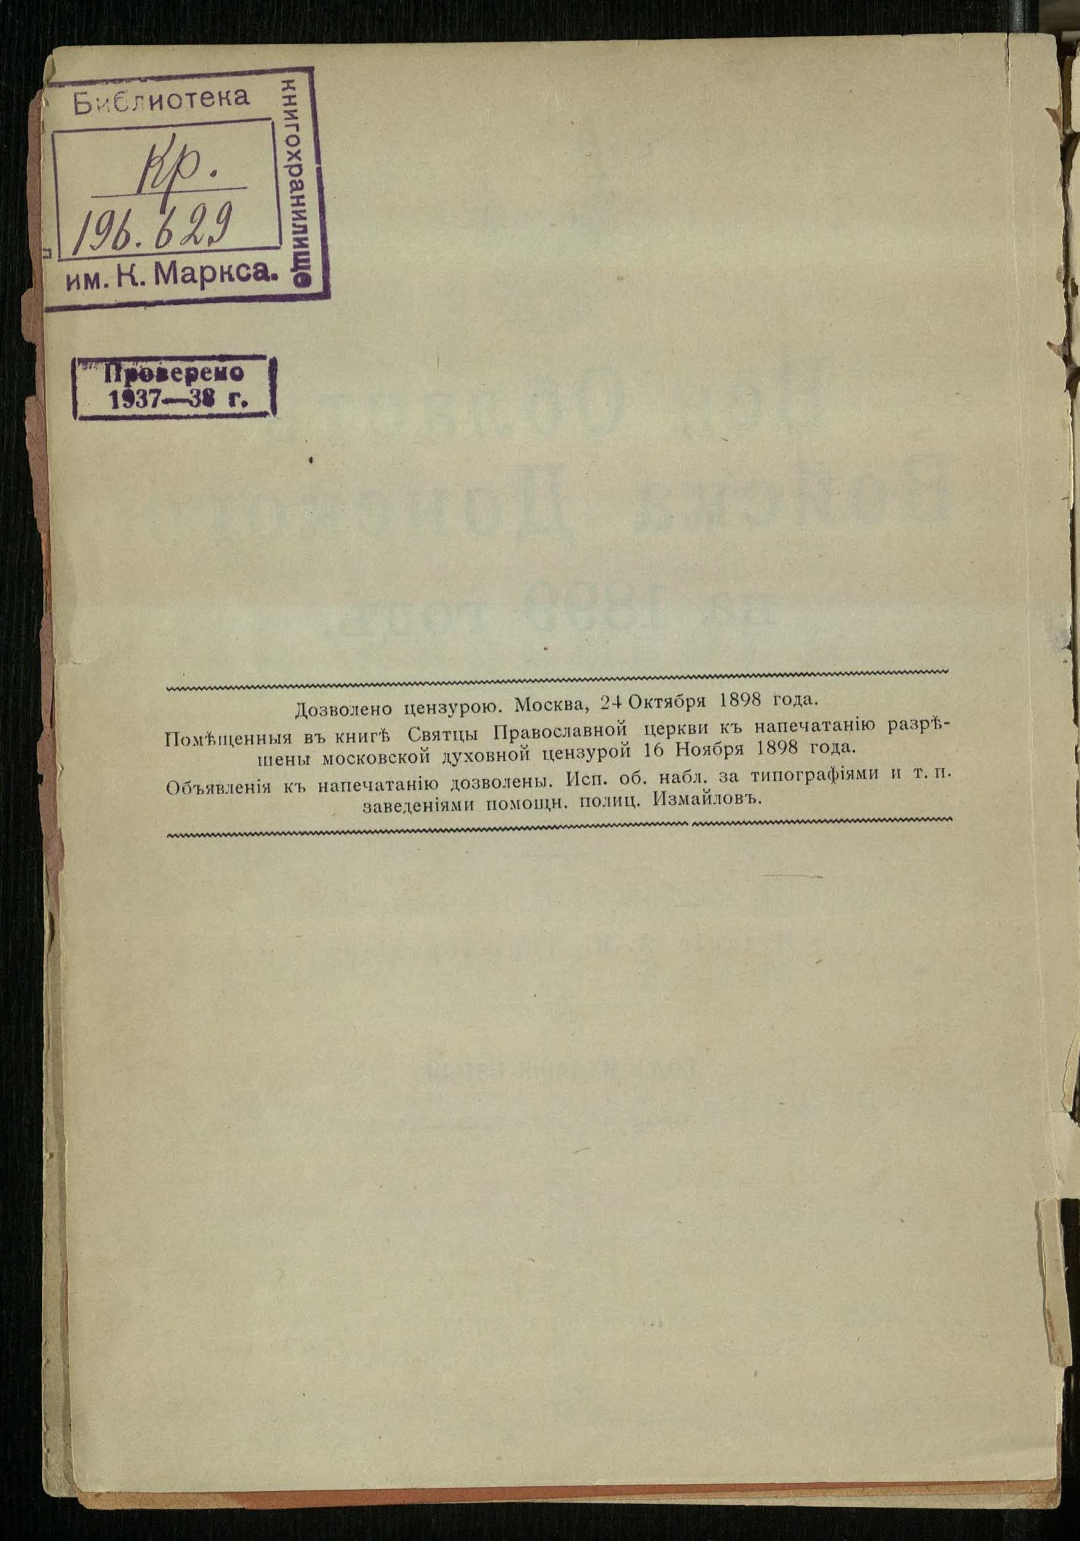 Библиотека
книгохранилище
Кр.
196.629
им. К. Маркса.
Проверено
1937—38 г.
Дозволено цензурою. Москва, 24 Октября 1898 года.
Помѣщенныя въ книгѣ Святцы Православной церкви къ напечатанію разрѣ-
шены московской духовной цензурой 16 Ноября 1898 года.
Объявленія къ напечатанію дозволены. Исп. об. набл. за типографіями и т. п.
заведеніями помощн. полиц. Измайловъ.